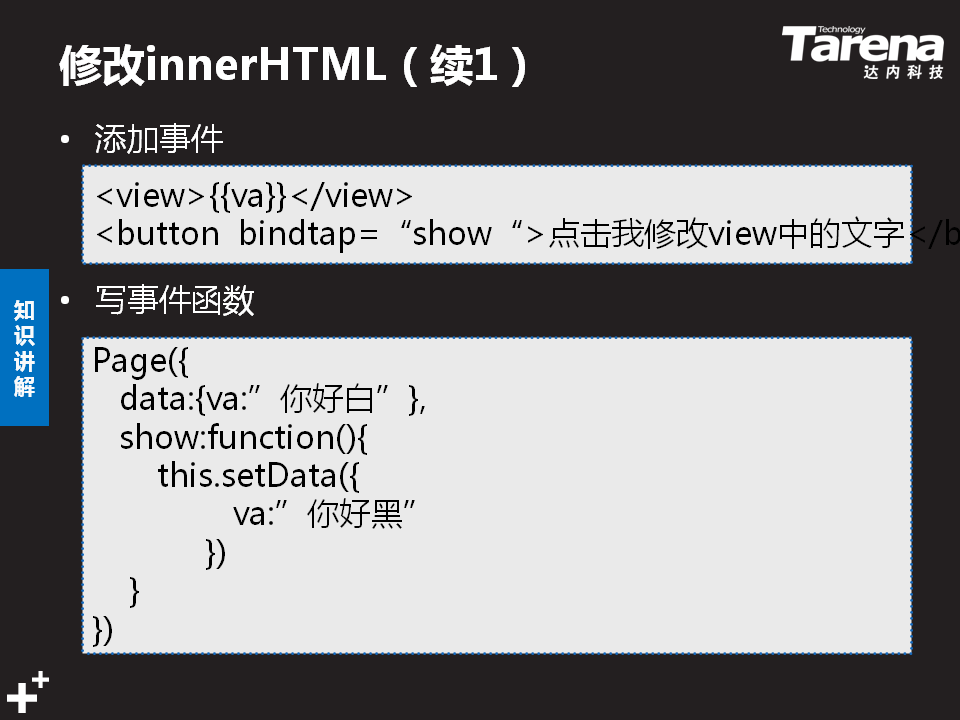 修改innerHTML（续1）
Technology
Tarena
达内科技
• 添加事件
<view>{{va}}</view>
<button bindtap=“show“>点击我修改view中的文字</b
知识讲解
• 写事件函数
Page({
data:{va:”你好白”},
show:function(){
this.setData({
va:”你好黑”
})
}
})